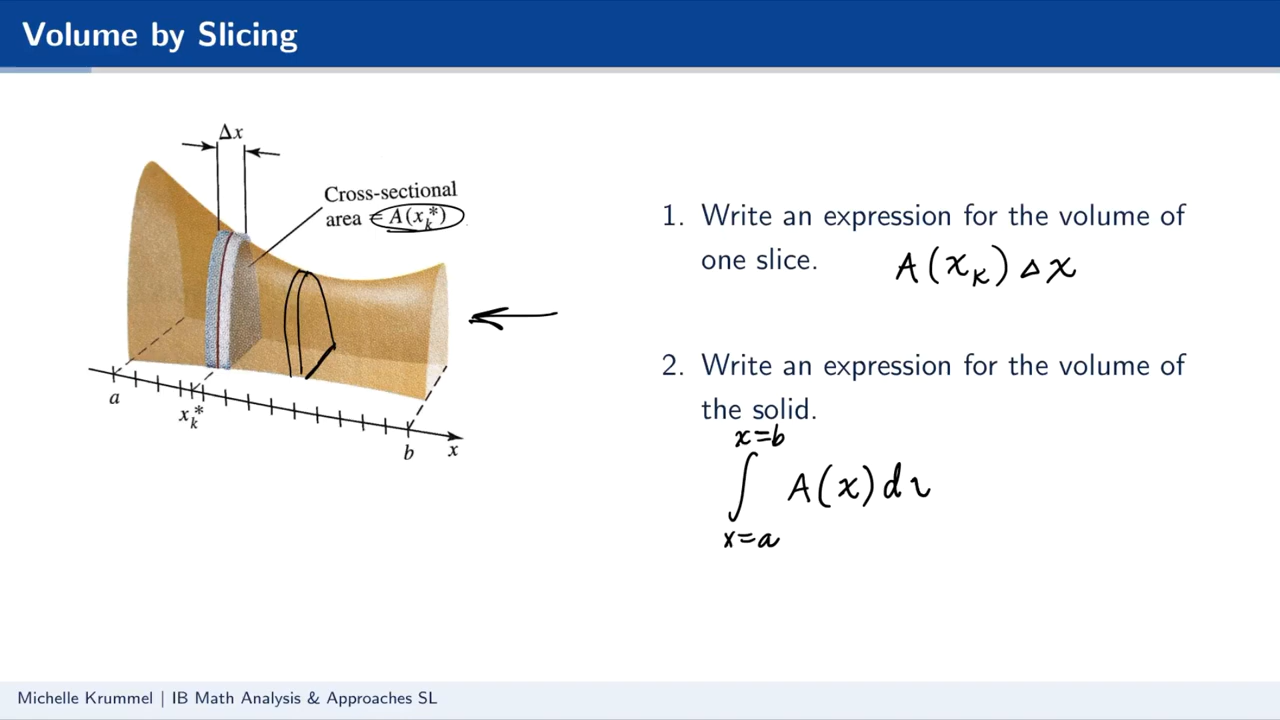 Volume by Slicing
Δx
Cross-sectional
area = A(x_k^*)
a
x_k^*
b
x
1. Write an expression for the volume of
one slice. A(x_k) Δx
2. Write an expression for the volume of
the solid.
x=b
∫ A(x) dx
x=a
Michelle Krummel | IB Math Analysis & Approaches SL